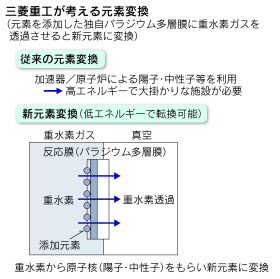 三菱重工が考える元素変換
(元素を添加した独自パラジウム多層膜に重水素ガスを
透過させると新元素に変換)
従来の元素変換
加速器/原子炉による陽子・中性子等を利用
高エネルギーで大掛かりな施設が必要
新元素変換(低エネルギーで転換可能)
重水素ガス 真空
反応膜(パラジウム多層膜)
重水素 重水素透過
添加元素
重水素から原子核(陽子・中性子)をもらい新元素に変換